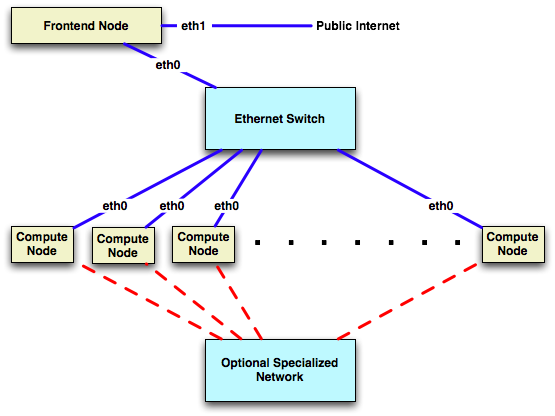 Frontend Node
eth1
Public Internet
eth0
Ethernet Switch
eth0
eth0
eth0
eth0
Compute
Node
Compute
Node
Compute
Node
Compute
Node
Optional Specialized
Network